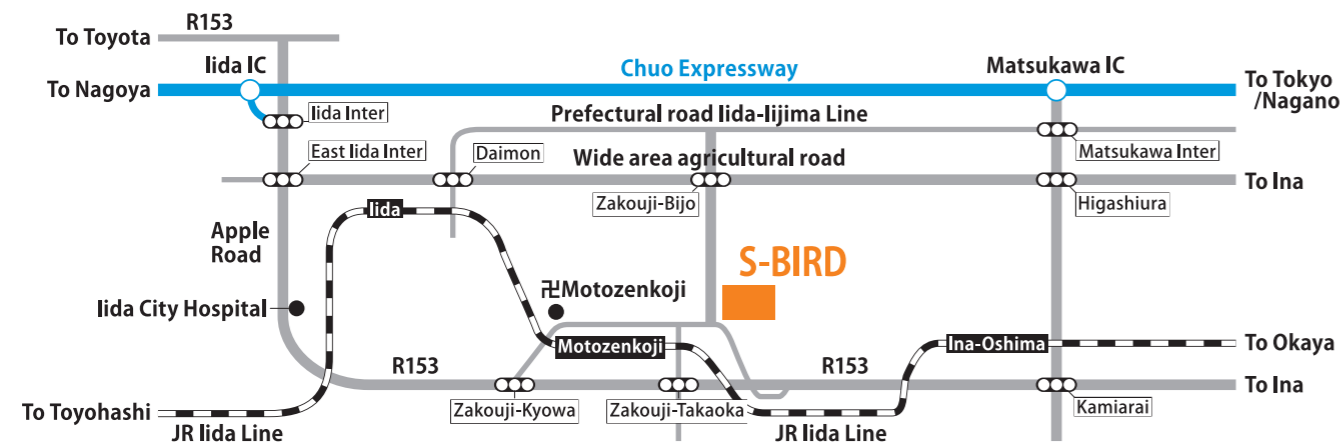 R153
To Toyota
Iida IC
Chuo Expressway
Matsukawa IC
To Nagoya
To Tokyo
/Nagano
Iida Inter
Prefectural road Iida-Iijima Line
East Iida Inter
Daimon
Wide area agricultural road
Matsukawa Inter
To Ina
Zakouji-Bijo
Higashiura
Iida
Apple
Road
S-BIRD
卍Motozenkoji
Iida City Hospital
Motozenkoji
Ina-Oshima
To Okaya
R153
R153
To Ina
Zakouji-Kyowa
Zakouji-Takaoka
Kamiarai
To Toyohashi
JR Iida Line
JR Iida Line